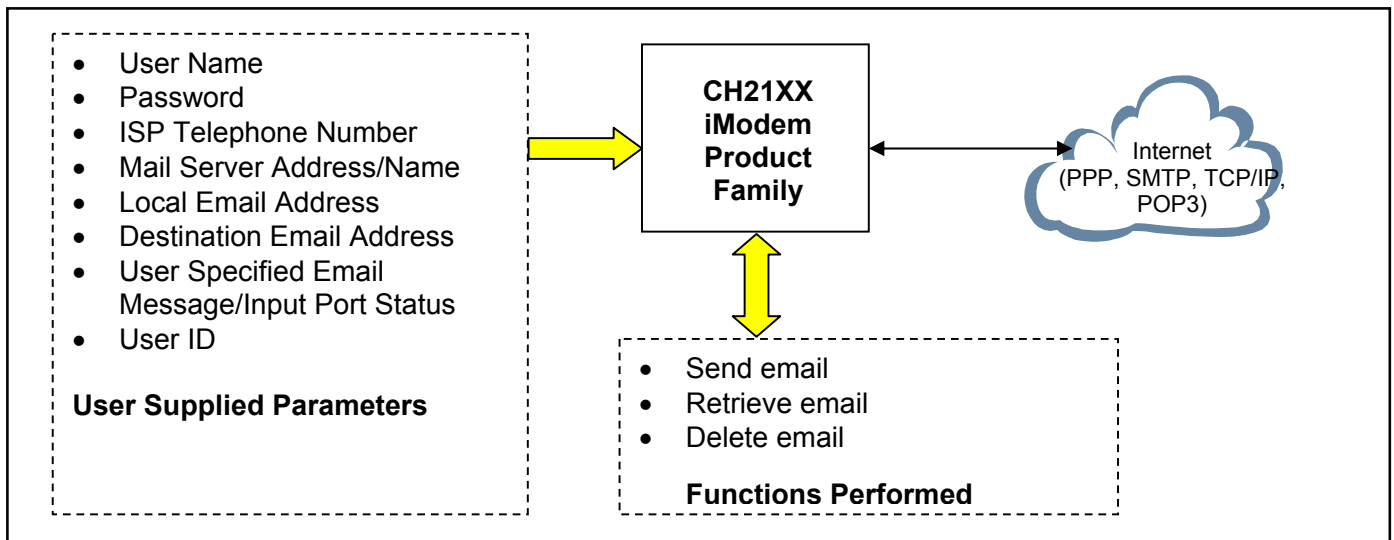 • User Name
• Password
• ISP Telephone Number
• Mail Server Address/Name
• Local Email Address
• Destination Email Address
• User Specified Email
Message/Input Port Status
• User ID
User Supplied Parameters
CH21XX
iModem
Product
Family
Internet
(PPP, SMTP, TCP/IP,
POP3)
• Send email
• Retrieve email
• Delete email
Functions Performed